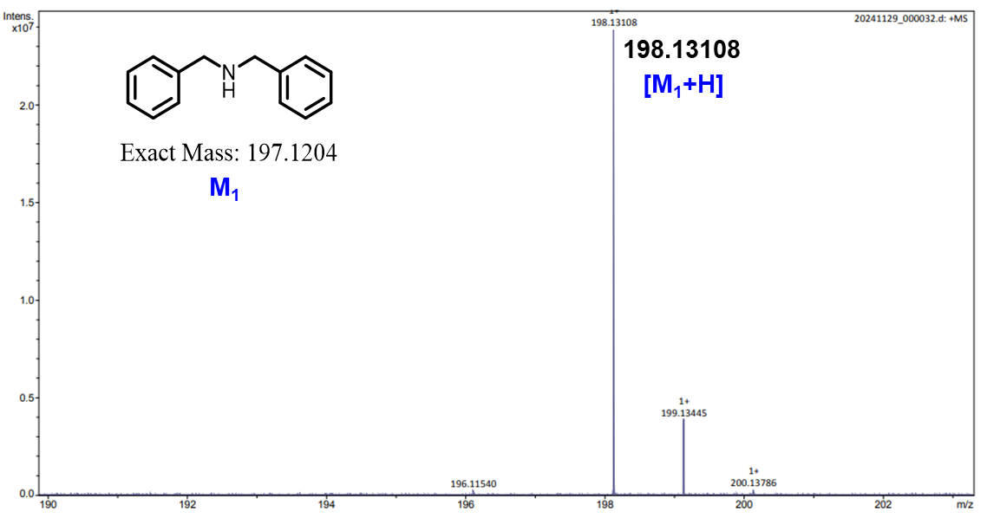 Intens.
x10⁷
20241129_000032.d: +MS
1+
198.13108
198.13108
[M₁+H]
N
H
Exact Mass: 197.1204
M₁
2.0
1.5
1.0
0.5
0.0
1+
199.13445
1+
200.13786
196.11540
190 192 194 196 198 200 202 m/z